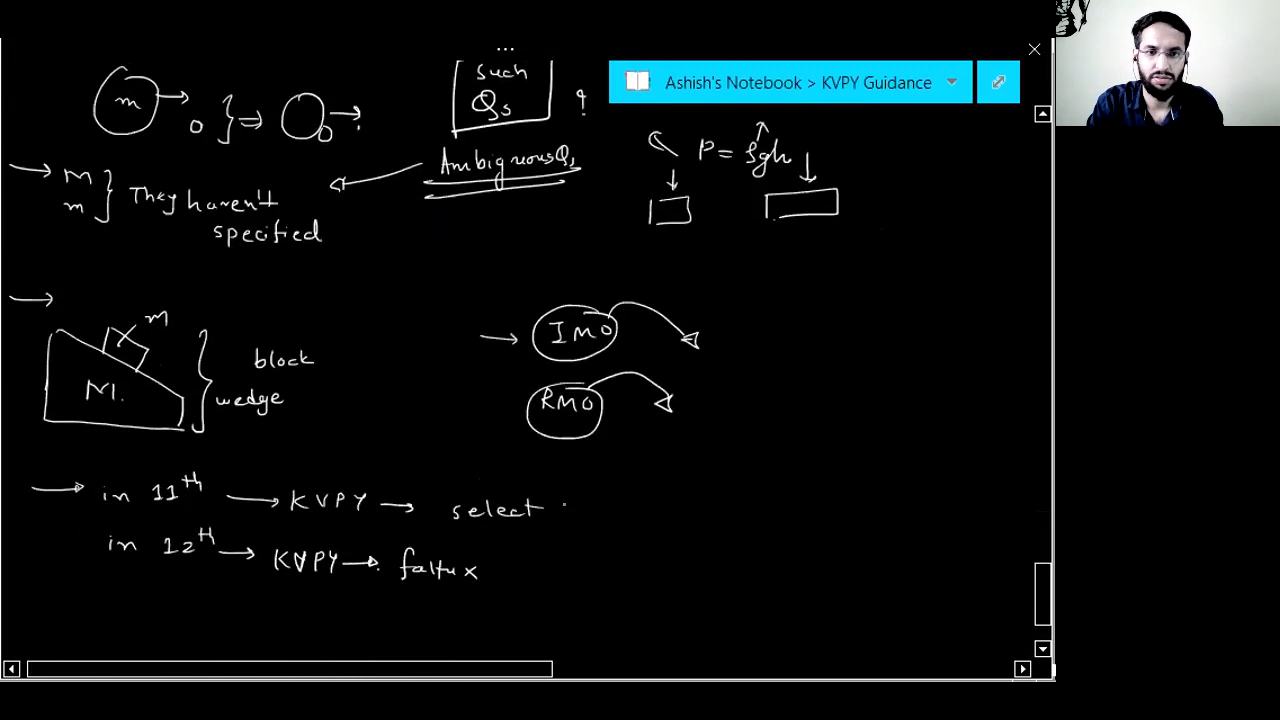 ...
such
Qs ?
m o } ⇒ o
Ambiguous Qs
M
m } They haven't
specified
Ashish's Notebook > KVPY Guidance
P = ρgh
m
M.
block
wedge
IMO
RMO
in 11th → KVPY → select
in 12th → KVPY → faltu x